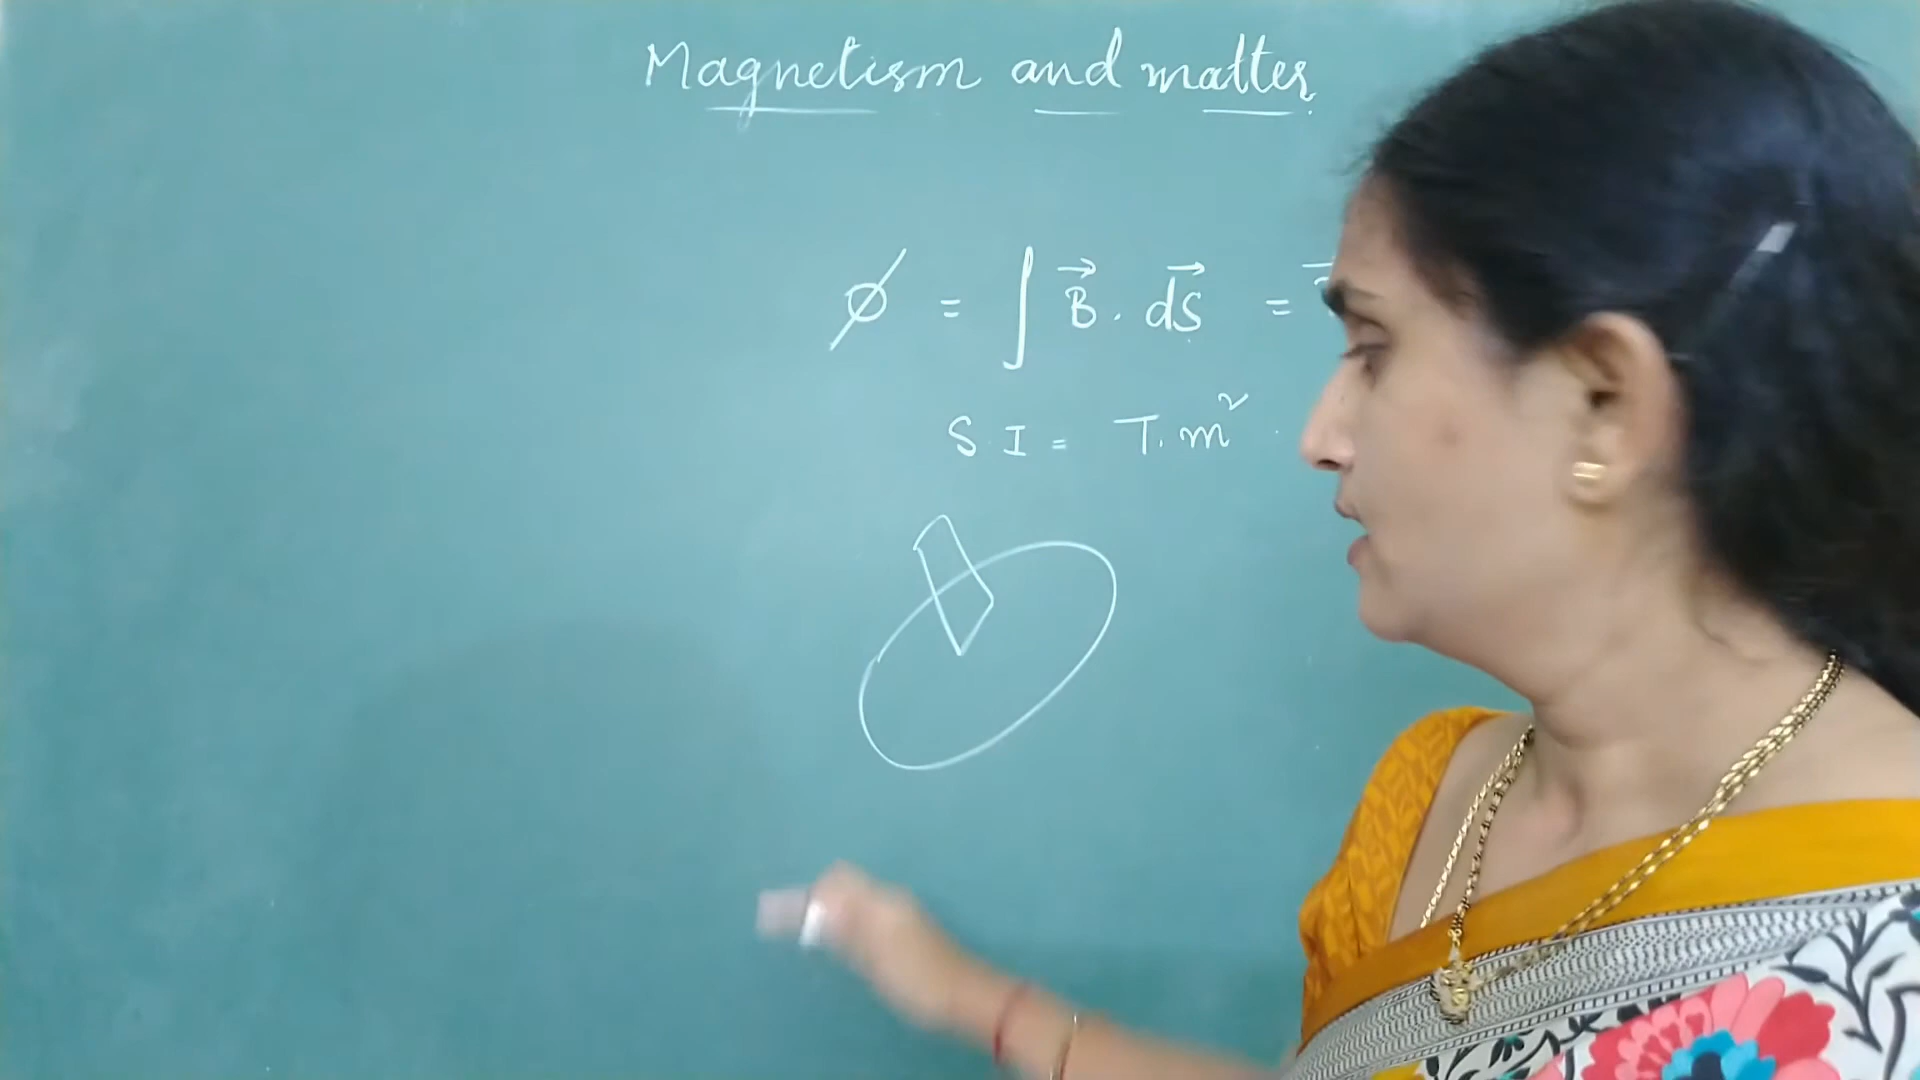 Magnetism and matter
ϕ = ∫ B⃗ . dS⃗ =
S I = T. m²